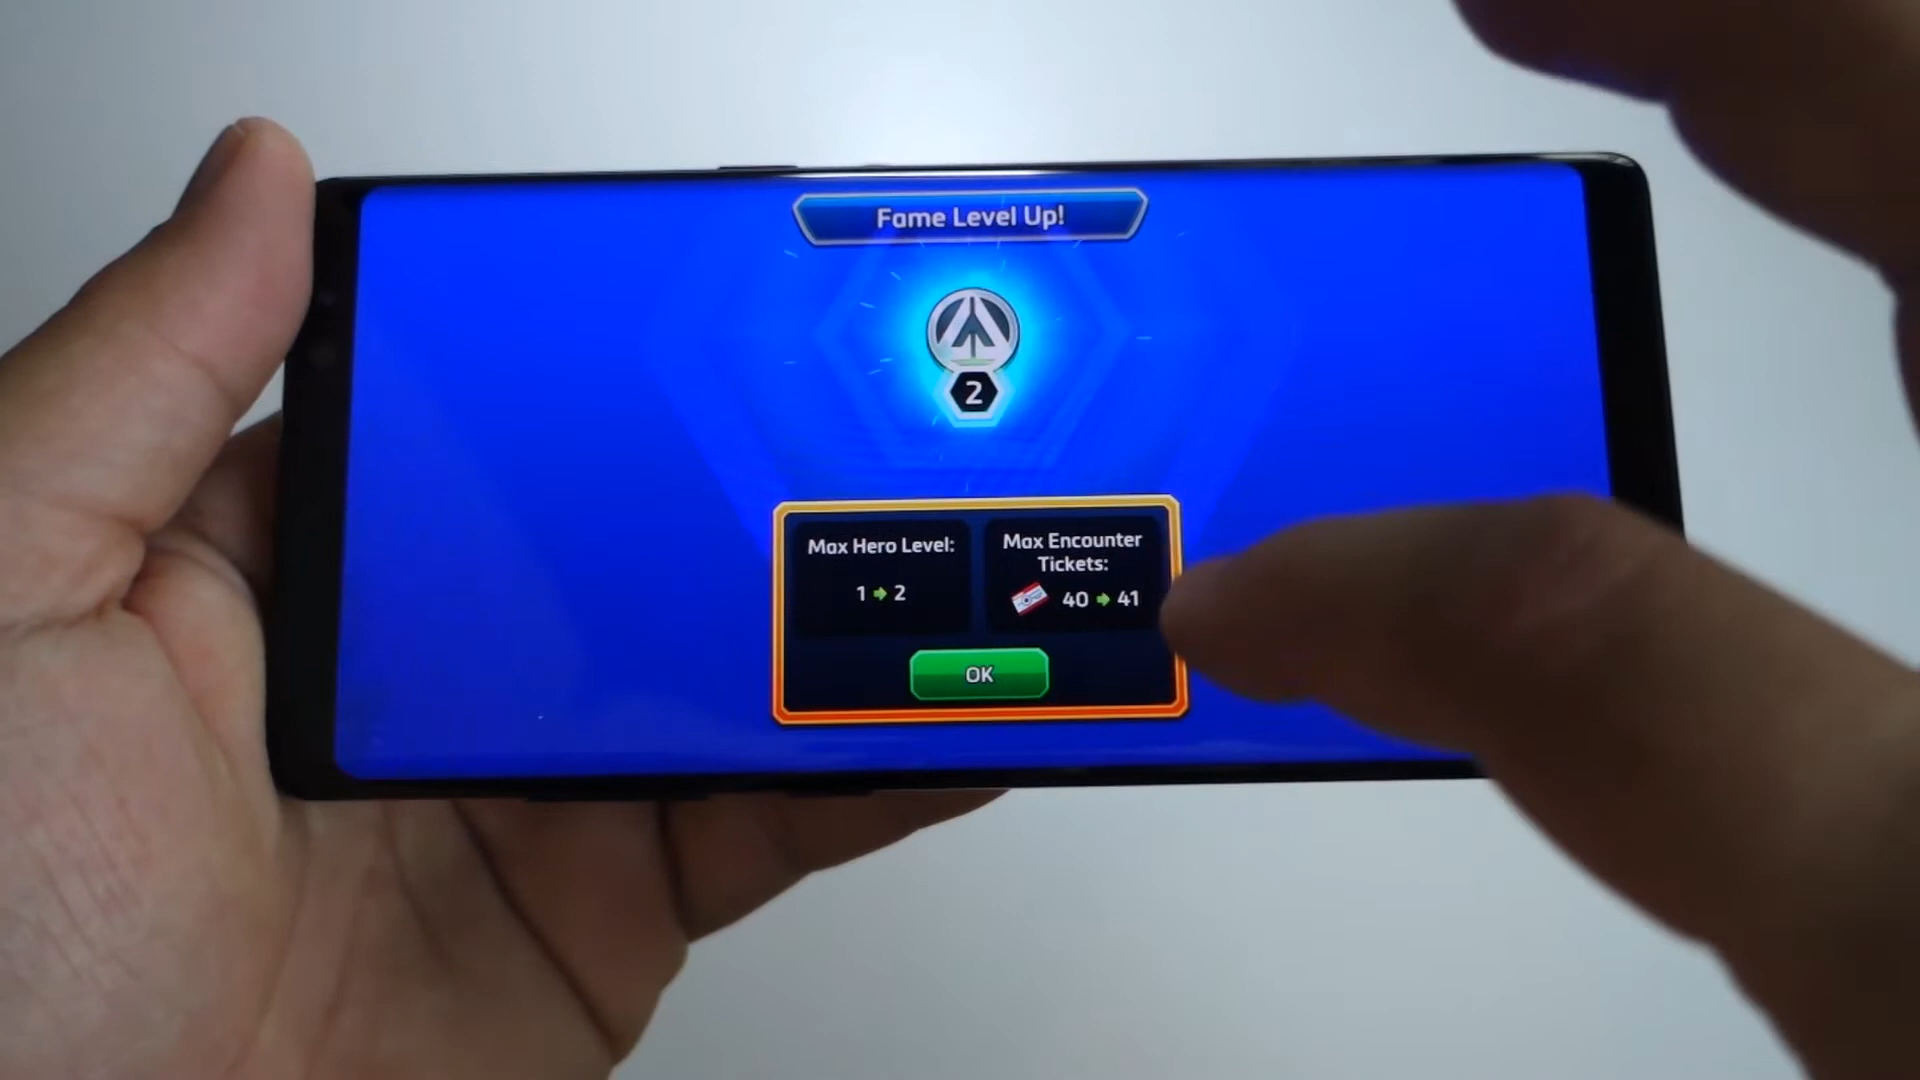 Fame Level Up!
2
Max Hero Level:
1 → 2
Max Encounter
Tickets:
40 → 41
OK